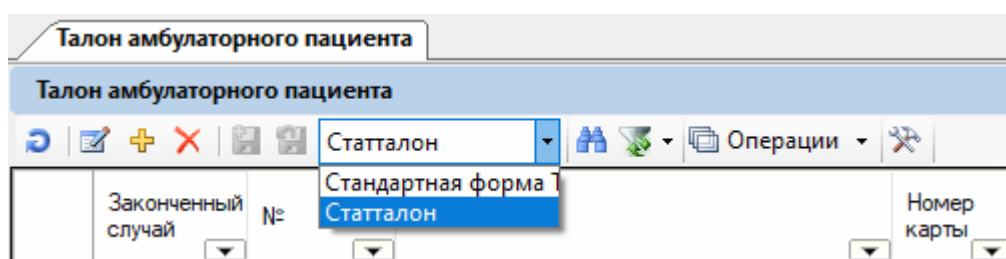 Талон амбулаторного пациента
Талон амбулаторного пациента
Статталон
Операции
Стандартная форма
Статталон
Законченный
случай
№
Номер
карты